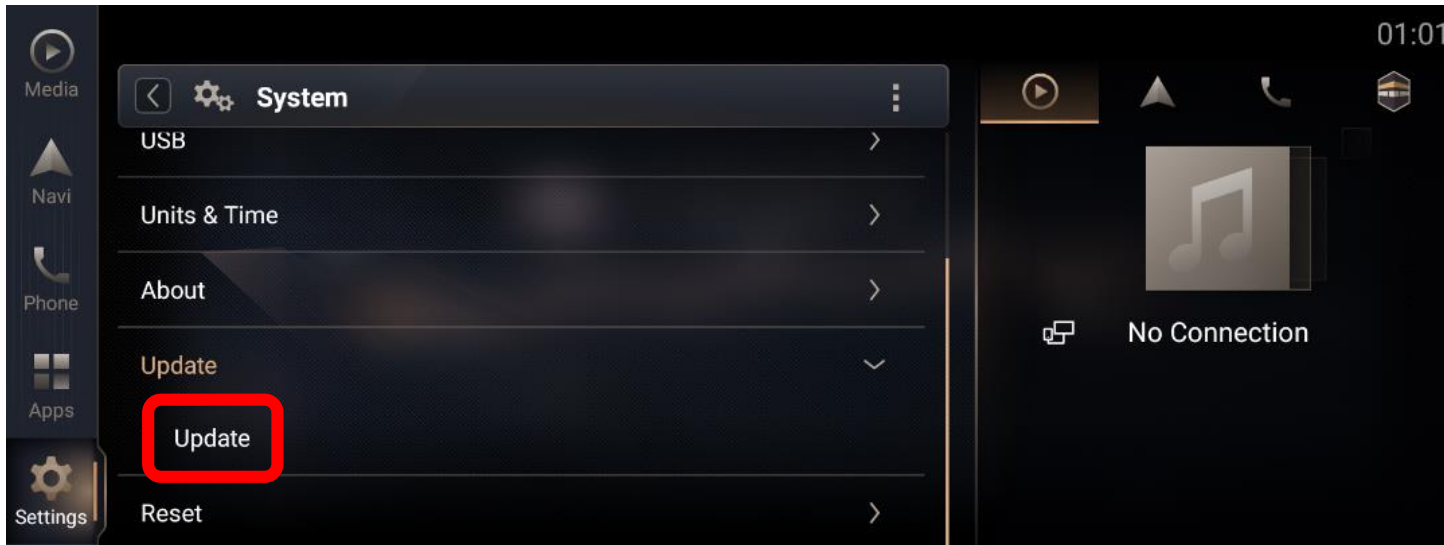 01:01
Media
System
USB
Navi
Units & Time
Phone
About
No Connection
Update
Apps
Update
Settings
Reset